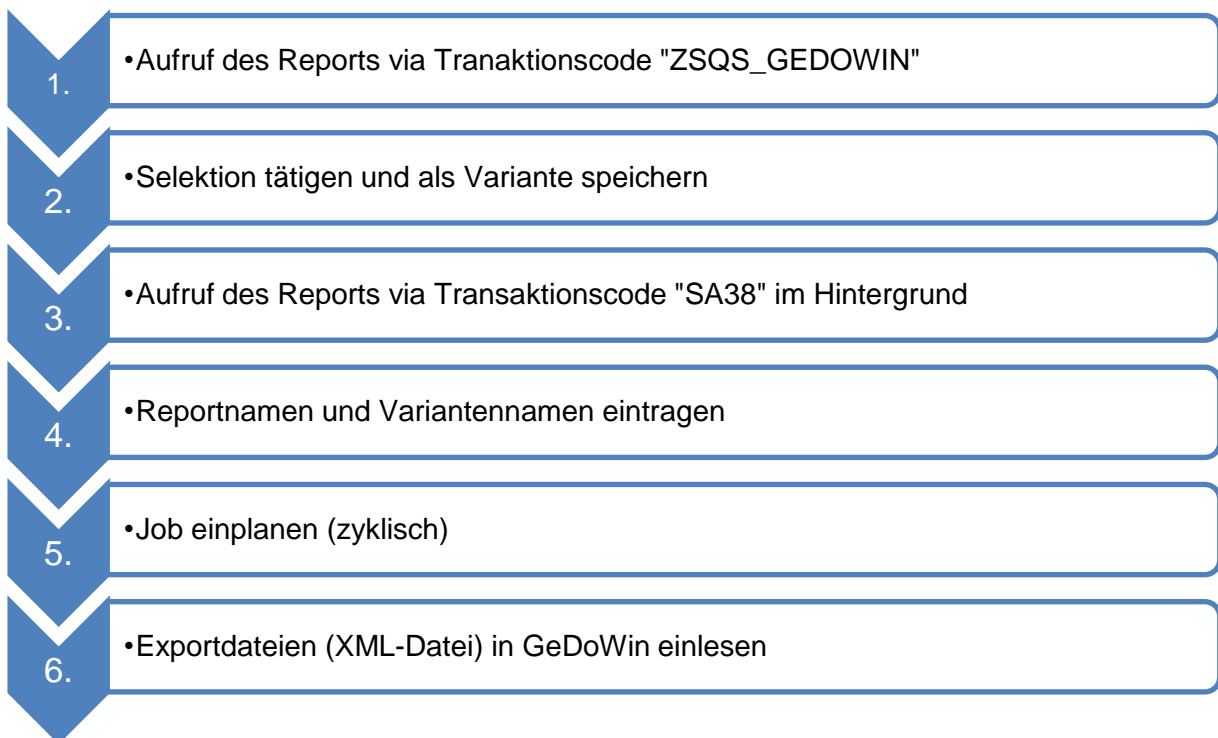 1.
•Aufruf des Reports via Tranaktionscode "ZSQS_GEDOWIN"
2.
•Selektion tätigen und als Variante speichern
3.
•Aufruf des Reports via Transaktionscode "SA38" im Hintergrund
4.
•Reportnamen und Variantennamen eintragen
5.
•Job einplanen (zyklisch)
6.
•Exportdateien (XML-Datei) in GeDoWin einlesen